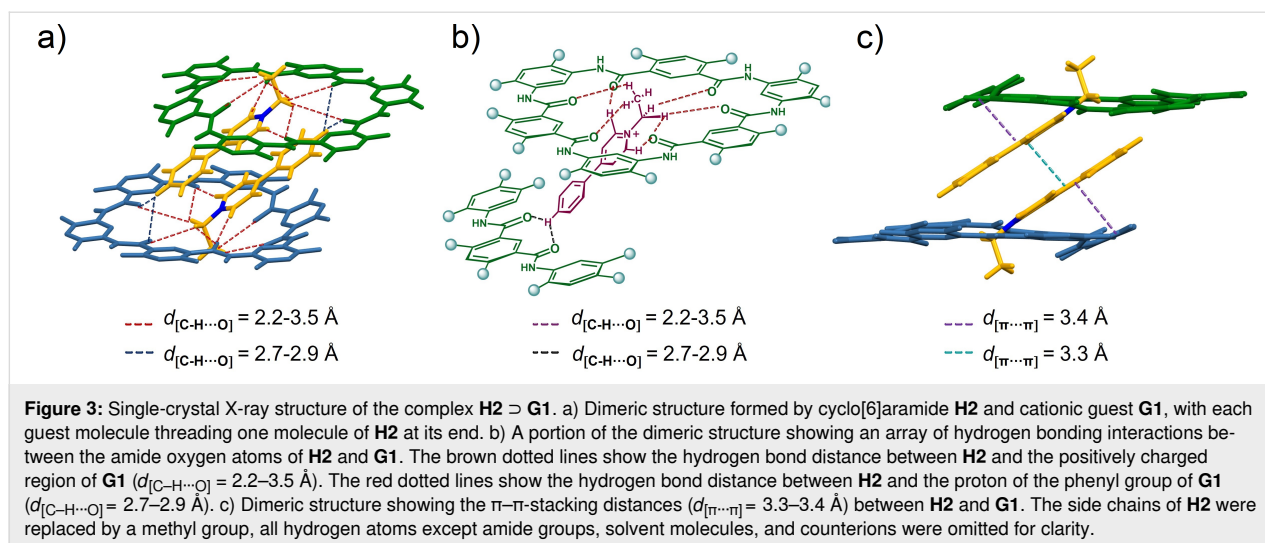 a)
b)
c)
NH
O
O
NH
O
NH
O
H
H
C
H
H
H
N+
H
O
O
NH
O
NH
NH
H
O
O
NH
d[C-H···O] = 2.2-3.5 Å
d[C-H···O] = 2.7-2.9 Å
d[C-H···O] = 2.2-3.5 Å
d[C-H···O] = 2.7-2.9 Å
d[π···π] = 3.4 Å
d[π···π] = 3.3 Å
Figure 3: Single-crystal X-ray structure of the complex H2 ⊃ G1. a) Dimeric structure formed by cyclo[6]aramide H2 and cationic guest G1, with each
guest molecule threading one molecule of H2 at its end. b) A portion of the dimeric structure showing an array of hydrogen bonding interactions be-
tween the amide oxygen atoms of H2 and G1. The brown dotted lines show the hydrogen bond distance between H2 and the positively charged
region of G1 (d[C–H···O] = 2.2–3.5 Å). The red dotted lines show the hydrogen bond distance between H2 and the proton of the phenyl group of G1
(d[C–H···O] = 2.7–2.9 Å). c) Dimeric structure showing the π–π-stacking distances (d[π···π] = 3.3–3.4 Å) between H2 and G1. The side chains of H2 were
replaced by a methyl group, all hydrogen atoms except amide groups, solvent molecules, and counterions were omitted for clarity.